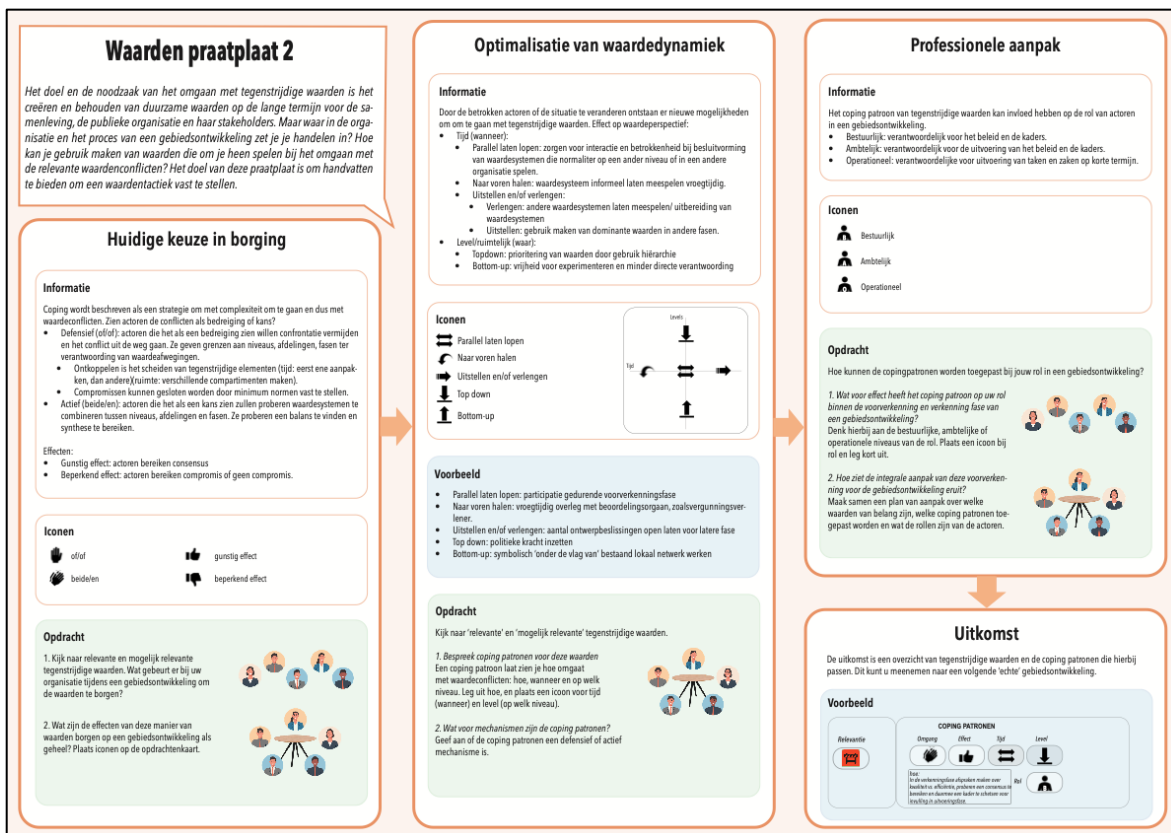 Waarden praatplaat 2
Het doel en de noodzaak van het omgaan met tegenstrijdige waarden is het
creëren en behouden van duurzame waarden op de lange termijn voor de sa-
menleving, de publieke organisatie en haar stakeholders. Maar waar in de orga-
nisatie en het proces van een gebiedsontwikkeling zet je je handelen in? Hoe
kan je gebruik maken van waarden die om je heen spelen bij het omgaan met
de relevante waardenconflicten? Het doel van deze praatplaat is om handvatten
te bieden om een waardentactiek vast te stellen.
Huidige keuze in borging
Informatie
Coping wordt beschreven als een strategie om met complexiteit om te gaan en dus met
waardeconflicten. Zien actoren de conflicten als bedreiging of kans?
• Defensief (of/of): actoren die het als een bedreiging zien willen confrontatie vermijden
en het conflict uit de weg gaan. Ze geven grenzen aan niveaus, afdelingen, fasen ter
verantwoording van waardeafwegingen.
• Ontkoppelen is het scheiden van tegenstrijdige elementen (tijd: eerst ene aanpak-
ken, dan andere)(ruimte: verschillende compartimenten maken).
• Compromissen kunnen gesloten worden door minimum normen vast te stellen.
• Actief (beide/en): actoren die het als een kans zien zullen proberen waardesystemen te
combineren tussen niveaus, afdelingen en fasen. Ze proberen een balans te vinden en
synthese te bereiken.
Effecten:
• Gunstig effect: actoren bereiken consensus
• Beperkend effect: actoren bereiken compromis of geen compromis.
Iconen
of/of
gunstig effect
beide/en
beperkend effect
Opdracht
1. Kijk naar relevante en mogelijk relevante
tegenstrijdige waarden. Wat gebeurt er bij uw
organisatie tijdens een gebiedsontwikkeling om
de waarden te borgen?
2. Wat zijn de effecten van deze manier van
waarden borgen op een gebiedsontwikkeling als
geheel? Plaats iconen op de opdrachtenkaart.
Optimalisatie van waardedynamiek
Informatie
Door de betrokken actoren of de situatie te veranderen ontstaan er nieuwe mogelijkheden
om om te gaan met tegenstrijdige waarden. Effect op waardeperspectief:
• Tijd (wanneer):
• Parallel laten lopen: zorgen voor interactie en betrokkenheid bij besluitvorming
van waardesystemen die normaliter op een ander niveau of in een andere
organisatie spelen.
• Naar voren halen: waardesysteem informeel laten meespelen vroegtijdig.
• Uitstellen en/of verlengen:
• Verlengen: andere waardesystemen laten meespelen/ uitbereiding van
waardesystemen
• Uitstellen: gebruik maken van dominante waarden in andere fasen.
• Level/ruimtelijk (waar):
• Topdown: prioritering van waarden door gebruik hiërarchie
• Bottom-up: vrijheid voor experimenteren en minder directe verantwoording
Iconen
Parallel laten lopen
Naar voren halen
Uitstellen en/of verlengen
Top down
Bottom-up
Levels
Tijd
Voorbeeld
• Parallel laten lopen: participatie gedurende voorverkenningsfase
• Naar voren halen: vroegtijdig overleg met beoordelingsorgaan, zoalsvergunningsver-
lener.
• Uitstellen en/of verlengen: aantal ontwerpbeslissingen open laten voor latere fase
• Top down: politieke kracht inzetten
• Bottom-up: symbolisch 'onder de vlag van' bestaand lokaal netwerk werken
Opdracht
Kijk naar 'relevante' en 'mogelijk relevante' tegenstrijdige waarden.
1. Bespreek coping patronen voor deze waarden
Een coping patroon laat zien je hoe omgaat
met waardeconflicten: hoe, wanneer en op welk
niveau. Leg uit hoe, en plaats een icoon voor tijd
(wanneer) en level (op welk niveau).
2. Wat voor mechanismen zijn de coping patronen?
Geef aan of de coping patronen een defensief of actief
mechanisme is.
Professionele aanpak
Informatie
Het coping patroon van tegenstrijdige waarden kan invloed hebben op de rol van actoren
in een gebiedsontwikkeling.
• Bestuurlijk: verantwoordelijk voor het beleid en de kaders.
• Ambtelijk: verantwoordelijk voor de uitvoering van het beleid en de kaders.
• Operationeel: verantwoordelijke voor uitvoering van taken en zaken op korte termijn.
Iconen
Bestuurlijk
Ambtelijk
Operationeel
Opdracht
Hoe kunnen de copingpatronen worden toegepast bij jouw rol in een gebiedsontwikkeling?
1. Wat voor effect heeft het coping patroon op uw rol
binnen de voorverkenning en verkenning fase van
een gebiedsontwikkeling?
Denk hierbij aan de bestuurlijke, ambtelijke of
operationele niveaus van de rol. Plaats een icoon bij
rol en leg kort uit.
2. Hoe ziet de integrale aanpak van deze voorverken-
ning voor de gebiedsontwikkeling eruit?
Maak samen een plan van aanpak over welke
waarden van belang zijn, welke coping patronen toe-
gepast worden en wat de rollen zijn van de actoren.
Uitkomst
De uitkomst is een overzicht van tegenstrijdige waarden en de coping patronen die hierbij
passen. Dit kunt u meenemen naar een volgende 'echte' gebiedsontwikkeling.
Voorbeeld
COPING PATRONEN
Relevantie
Omgang Effect Tijd Level
Hoe:
In de verkenningsfase afspraken maken over
kwaliteit vs. efficiëntie, proberen een consensus te
bereiken en daarmee een kader te schetsen voor
invulling in uitvoeringsfase.
Rol